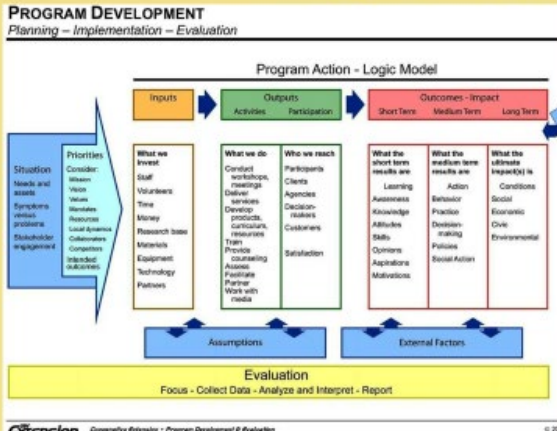 PROGRAM DEVELOPMENT
Planning – Implementation – Evaluation
Program Action - Logic Model
Inputs
Outputs
Activities Participation
Outcomes - Impact
Short Term Medium Term Long Term
Situation
Needs and
assets
Symptoms
versus
problems
Stakeholder
engagement
Priorities
Consider:
Mission
Vision
Values
Mandates
Resources
Local dynamics
Collaborators
Competitors
Intended
outcomes
What we
invest
Staff
Volunteers
Time
Money
Research base
Materials
Equipment
Technology
Partners
What we do
Conduct
workshops,
meetings
Deliver
services
Develop
products,
curriculum,
resources
Train
Provide
counseling
Assess
Facilitate
Partner
Work with
media
Who we reach
Participants
Clients
Agencies
Decision-
makers
Customers
Satisfaction
What the
short term
results are
Learning
Awareness
Knowledge
Attitudes
Skills
Opinions
Aspirations
Motivations
What the
medium term
results are
Action
Behavior
Practice
Decision-
making
Policies
Social Action
What the
ultimate
impact(s) is
Conditions
Social
Economic
Civic
Environmental
Assumptions
External Factors
Evaluation
Focus - Collect Data - Analyze and Interpret - Report
Extension Cooperative Extension • Program Development & Evaluation